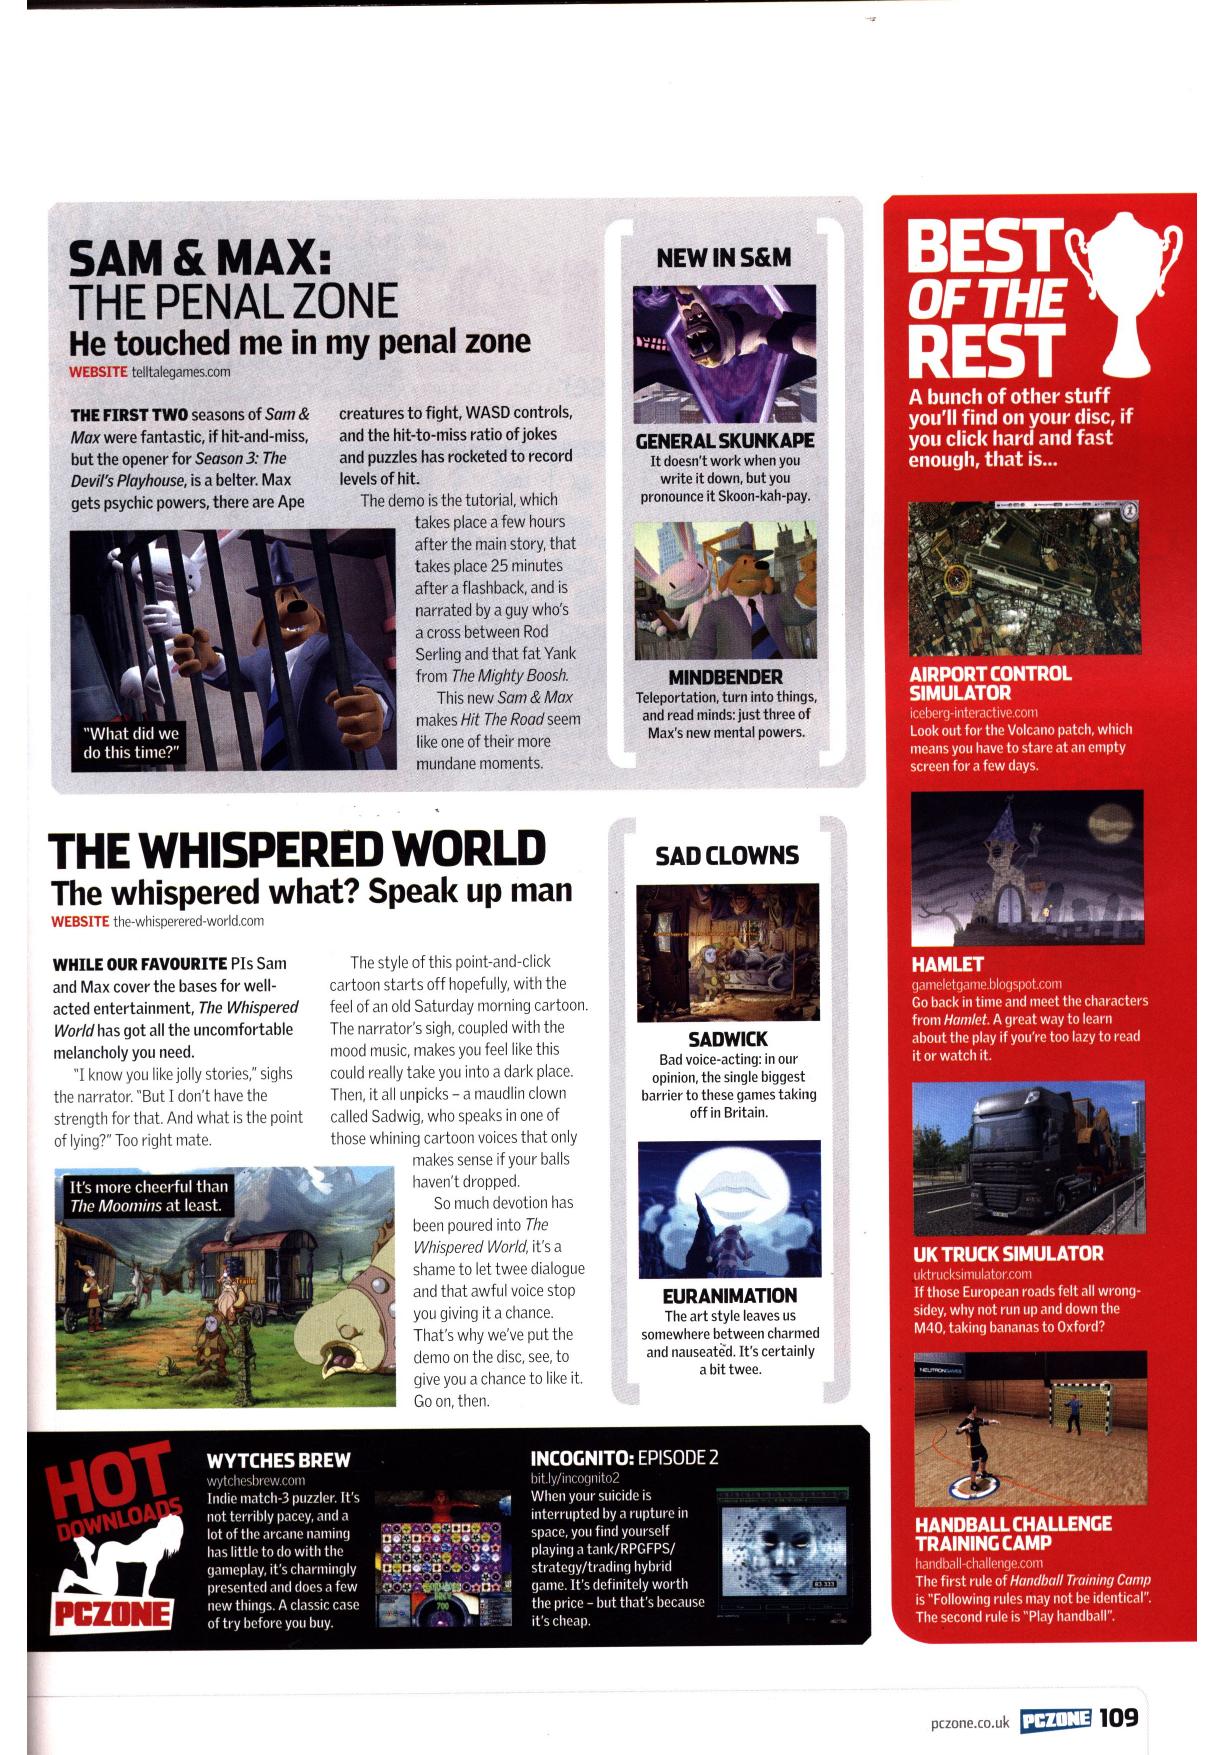 SAM & MAX:
THE PENAL ZONE
He touched me in my penal zone
WEBSITE telltalegames.com
THE FIRST TWO seasons of Sam &
Max were fantastic, if hit-and-miss,
but the opener for Season 3: The
Devil's Playhouse, is a belter. Max
gets psychic powers, there are Ape
creatures to fight, WASD controls,
and the hit-to-miss ratio of jokes
and puzzles has rocketed to record
levels of hit.
The demo is the tutorial, which
takes place a few hours
after the main story, that
takes place 25 minutes
after a flashback, and is
narrated by a guy who's
a cross between Rod
Serling and that fat Yank
from The Mighty Boosh.
This new Sam & Max
makes Hit The Road seem
like one of their more
mundane moments.
"What did we
do this time?"
NEW IN S&M
GENERAL SKUNKAPE
It doesn't work when you
write it down, but you
pronounce it Skoon-kah-pay.
MINDBENDER
Teleportation, turn into things,
and read minds: just three of
Max's new mental powers.
THE WHISPERED WORLD
The whispered what? Speak up man
WEBSITE the-whisperered-world.com
WHILE OUR FAVOURITE PIs Sam
and Max cover the bases for well-
acted entertainment, The Whispered
World has got all the uncomfortable
melancholy you need.
"I know you like jolly stories," sighs
the narrator. "But I don't have the
strength for that. And what is the point
of lying?" Too right mate.
The style of this point-and-click
cartoon starts off hopefully, with the
feel of an old Saturday morning cartoon.
The narrator's sigh, coupled with the
mood music, makes you feel like this
could really take you into a dark place.
Then, it all unpicks – a maudlin clown
called Sadwig, who speaks in one of
those whining cartoon voices that only
makes sense if your balls
haven't dropped.
So much devotion has
been poured into The
Whispered World, it's a
shame to let twee dialogue
and that awful voice stop
you giving it a chance.
That's why we've put the
demo on the disc, see, to
give you a chance to like it.
Go on, then.
It's more cheerful than
The Moomins at least.
Trailer
SAD CLOWNS
SADWICK
Bad voice-acting: in our
opinion, the single biggest
barrier to these games taking
off in Britain.
EURANIMATION
The art style leaves us
somewhere between charmed
and nauseated. It's certainly
a bit twee.
HOT
DOWNLOADS
PCZONE
WYTCHES BREW
wytchesbrew.com
Indie match-3 puzzler. It's
not terribly pacey, and a
lot of the arcane naming
has little to do with the
gameplay, it's charmingly
presented and does a few
new things. A classic case
of try before you buy.
700
INCOGNITO: EPISODE 2
bit.ly/incognito2
When your suicide is
interrupted by a rupture in
space, you find yourself
playing a tank/RPGFPS/
strategy/trading hybrid
game. It's definitely worth
the price – but that's because
it's cheap.
83.333
BEST
OF THE
REST
A bunch of other stuff
you'll find on your disc, if
you click hard and fast
enough, that is...
AIRPORT CONTROL
SIMULATOR
iceberg-interactive.com
Look out for the Volcano patch, which
means you have to stare at an empty
screen for a few days.
HAMLET
gameletgame.blogspot.com
Go back in time and meet the characters
from Hamlet. A great way to learn
about the play if you're too lazy to read
it or watch it.
UK TRUCK SIMULATOR
uktrucksimulator.com
If those European roads felt all wrong-
sidey, why not run up and down the
M40, taking bananas to Oxford?
NEUTRONGAMES
HANDBALL CHALLENGE
TRAINING CAMP
handball-challenge.com
The first rule of Handball Training Camp
is "Following rules may not be identical".
The second rule is "Play handball".
pczone.co.uk PCZONE 109